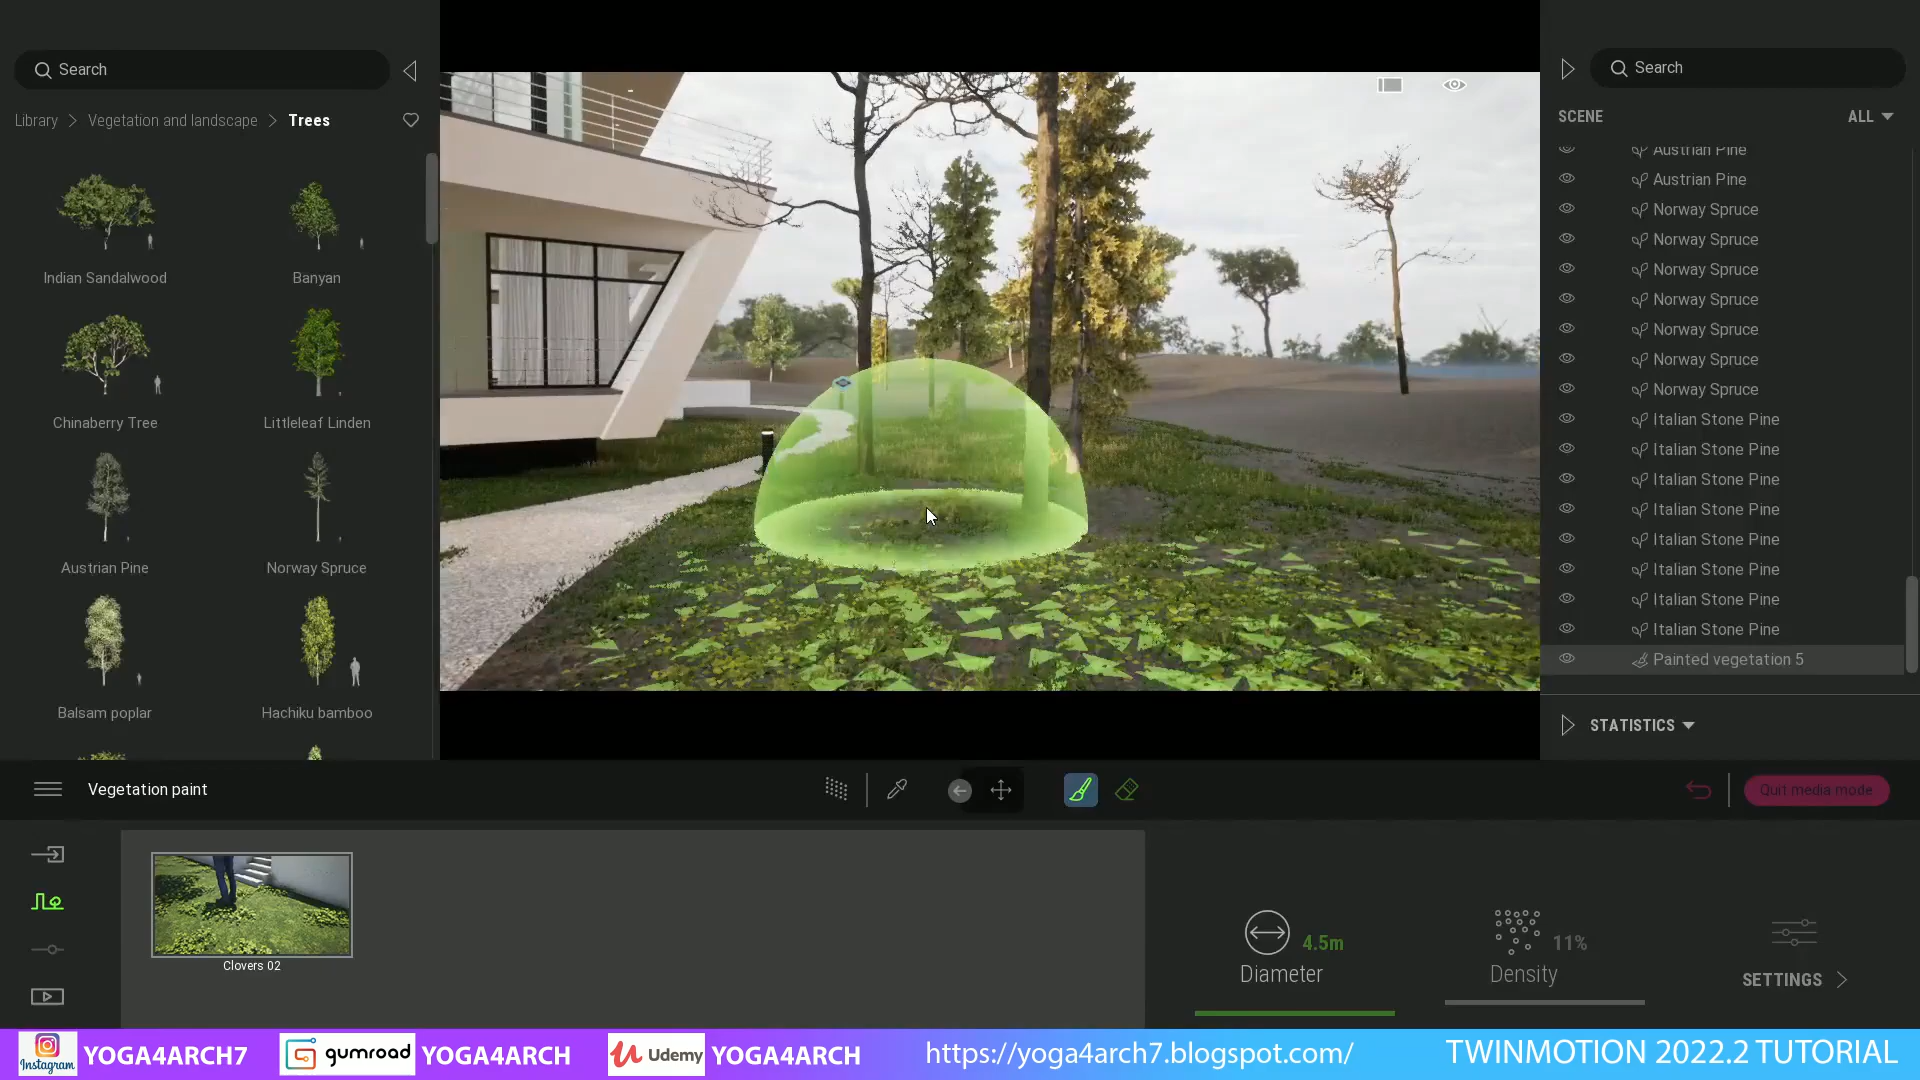 Search
Library > Vegetation and landscape > Trees
Indian Sandalwood
Banyan
Chinaberry Tree
Littleleaf Linden
Austrian Pine
Norway Spruce
Balsam poplar
Hachiku bamboo
Search
SCENE
ALL
Austrian Pine
Austrian Pine
Norway Spruce
Norway Spruce
Norway Spruce
Norway Spruce
Norway Spruce
Norway Spruce
Norway Spruce
Italian Stone Pine
Italian Stone Pine
Italian Stone Pine
Italian Stone Pine
Italian Stone Pine
Italian Stone Pine
Italian Stone Pine
Italian Stone Pine
Painted vegetation 5
STATISTICS
Vegetation paint
Quit media mode
Clovers 02
4.5m
Diameter
11%
Density
SETTINGS
Instagram
YOGA4ARCH7
gumroad
YOGA4ARCH
Udemy
YOGA4ARCH
https://yoga4arch7.blogspot.com/
TWINMOTION 2022.2 TUTORIAL